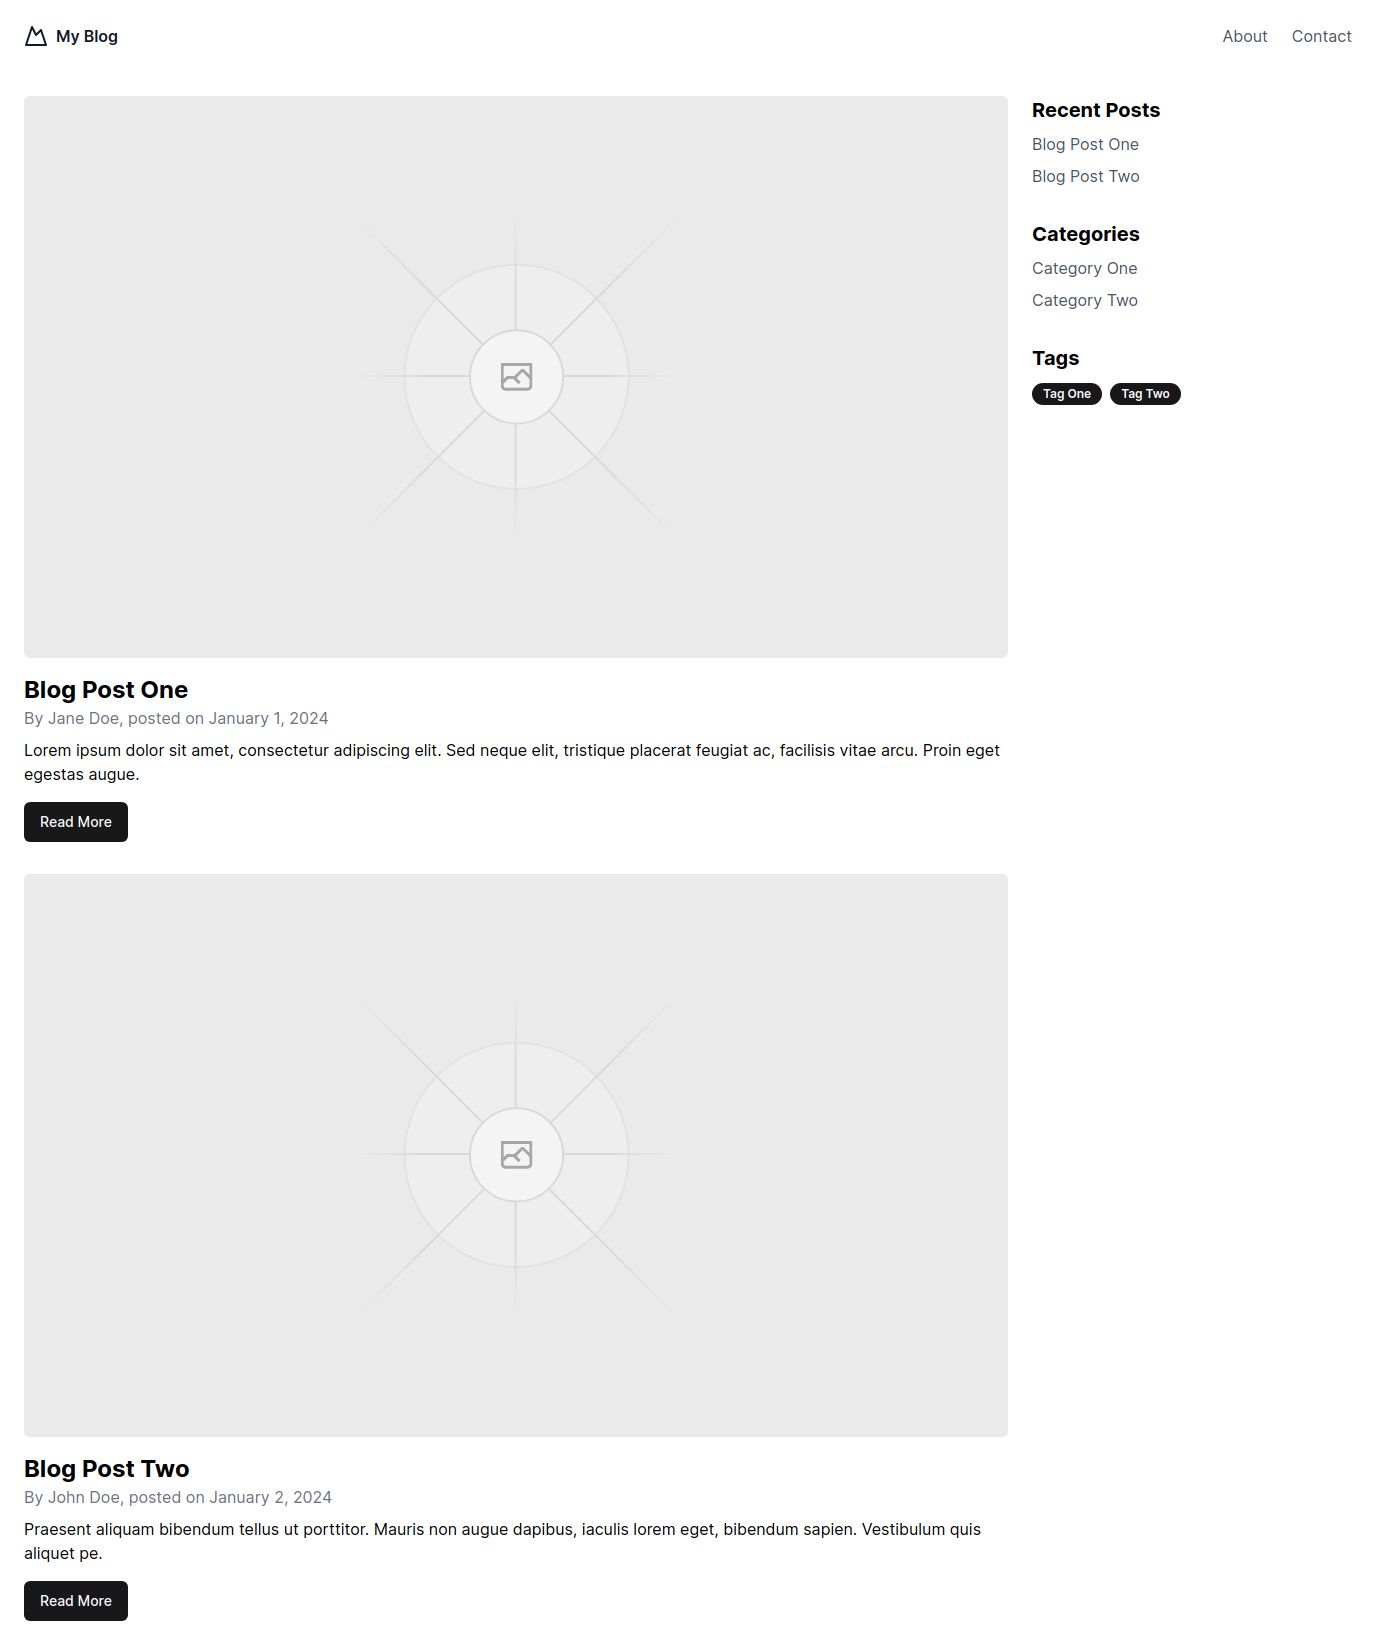 My Blog
About
Contact
Blog Post One
By Jane Doe, posted on January 1, 2024
Lorem ipsum dolor sit amet, consectetur adipiscing elit. Sed neque elit, tristique placerat feugiat ac, facilisis vitae arcu. Proin eget
egestas augue.
Read More
Blog Post Two
By John Doe, posted on January 2, 2024
Praesent aliquam bibendum tellus ut porttitor. Mauris non augue dapibus, iaculis lorem eget, bibendum sapien. Vestibulum quis
aliquet pe.
Read More
Recent Posts
Blog Post One
Blog Post Two
Categories
Category One
Category Two
Tags
Tag One
Tag Two